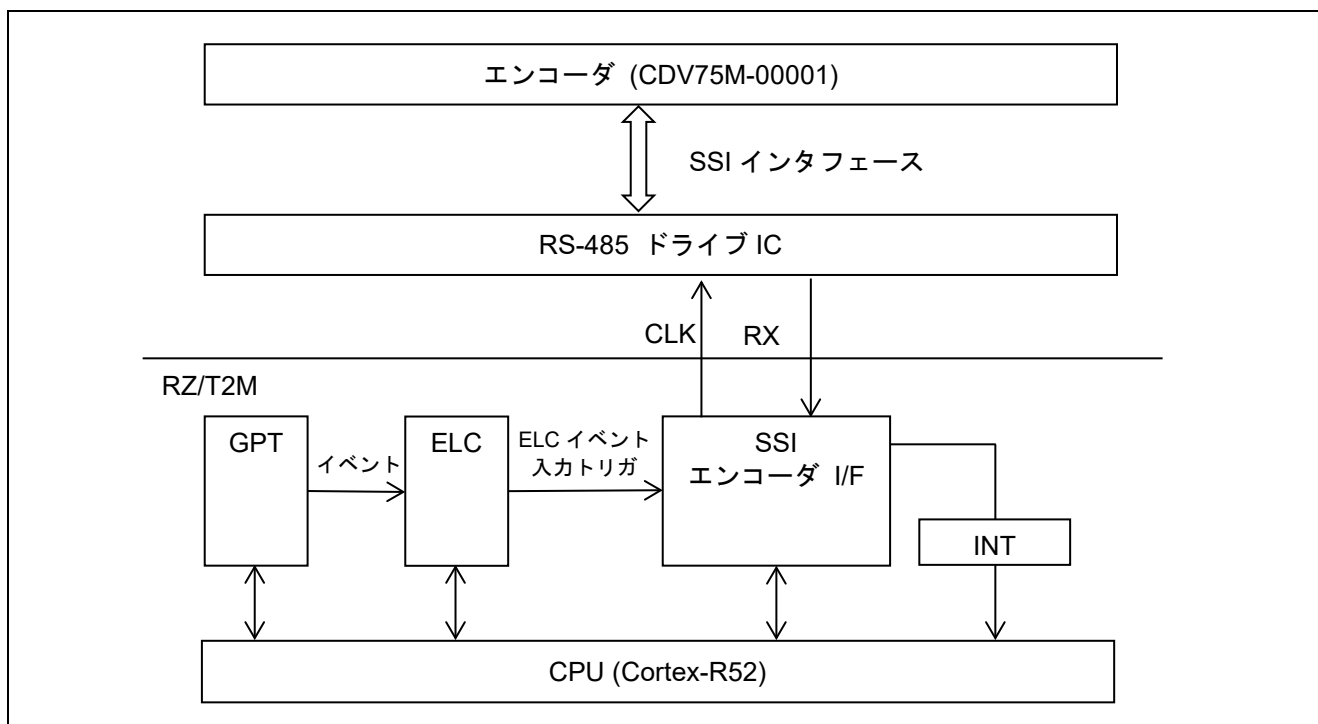 エンコーダ (CDV75M-00001)
SSI インタフェース
RS-485 ドライブ IC
CLK
RX
RZ/T2M
GPT
イベント
ELC
ELC イベント
入力トリガ
SSI
エンコーダ I/F
INT
CPU (Cortex-R52)